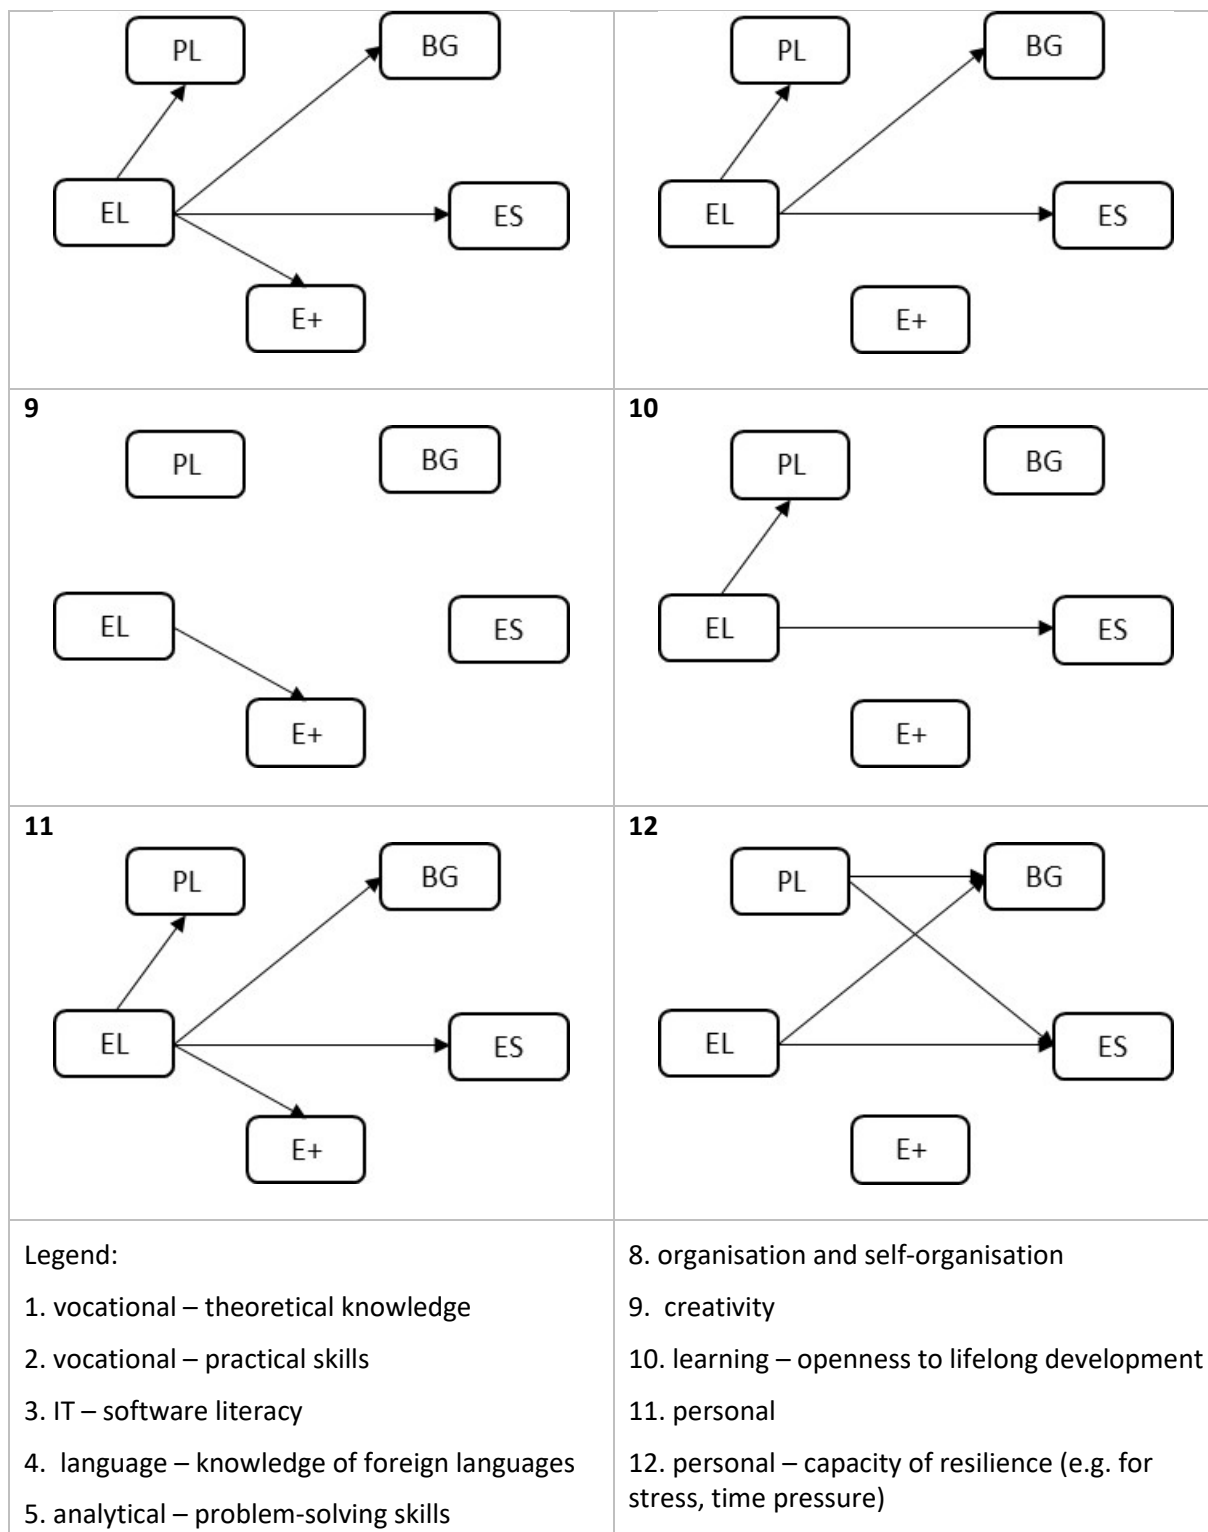 PL
BG
EL
ES
E+
PL
BG
EL
ES
E+
9
PL
BG
EL
ES
E+
10
PL
BG
EL
ES
E+
11
PL
BG
EL
ES
E+
12
PL
BG
EL
ES
E+
Legend:
1. vocational – theoretical knowledge
2. vocational – practical skills
3. IT – software literacy
4. language – knowledge of foreign languages
5. analytical – problem-solving skills
8. organisation and self-organisation
9. creativity
10. learning – openness to lifelong development
11. personal
12. personal – capacity of resilience (e.g. for
stress, time pressure)